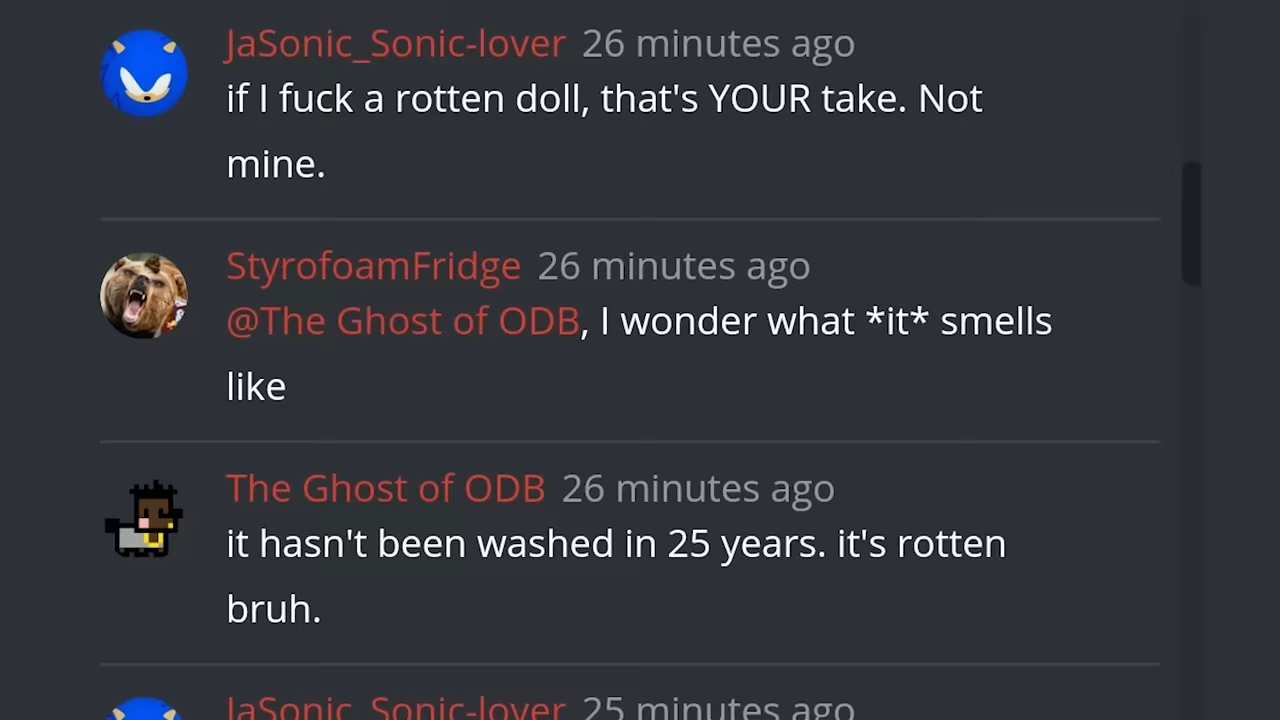 JaSonic_Sonic-lover 26 minutes ago
if I fuck a rotten doll, that's YOUR take. Not
mine.
StyrofoamFridge 26 minutes ago
@The Ghost of ODB, I wonder what *it* smells
like
The Ghost of ODB 26 minutes ago
it hasn't been washed in 25 years. it's rotten
bruh.
JaSonic_Sonic-lover 25 minutes ago